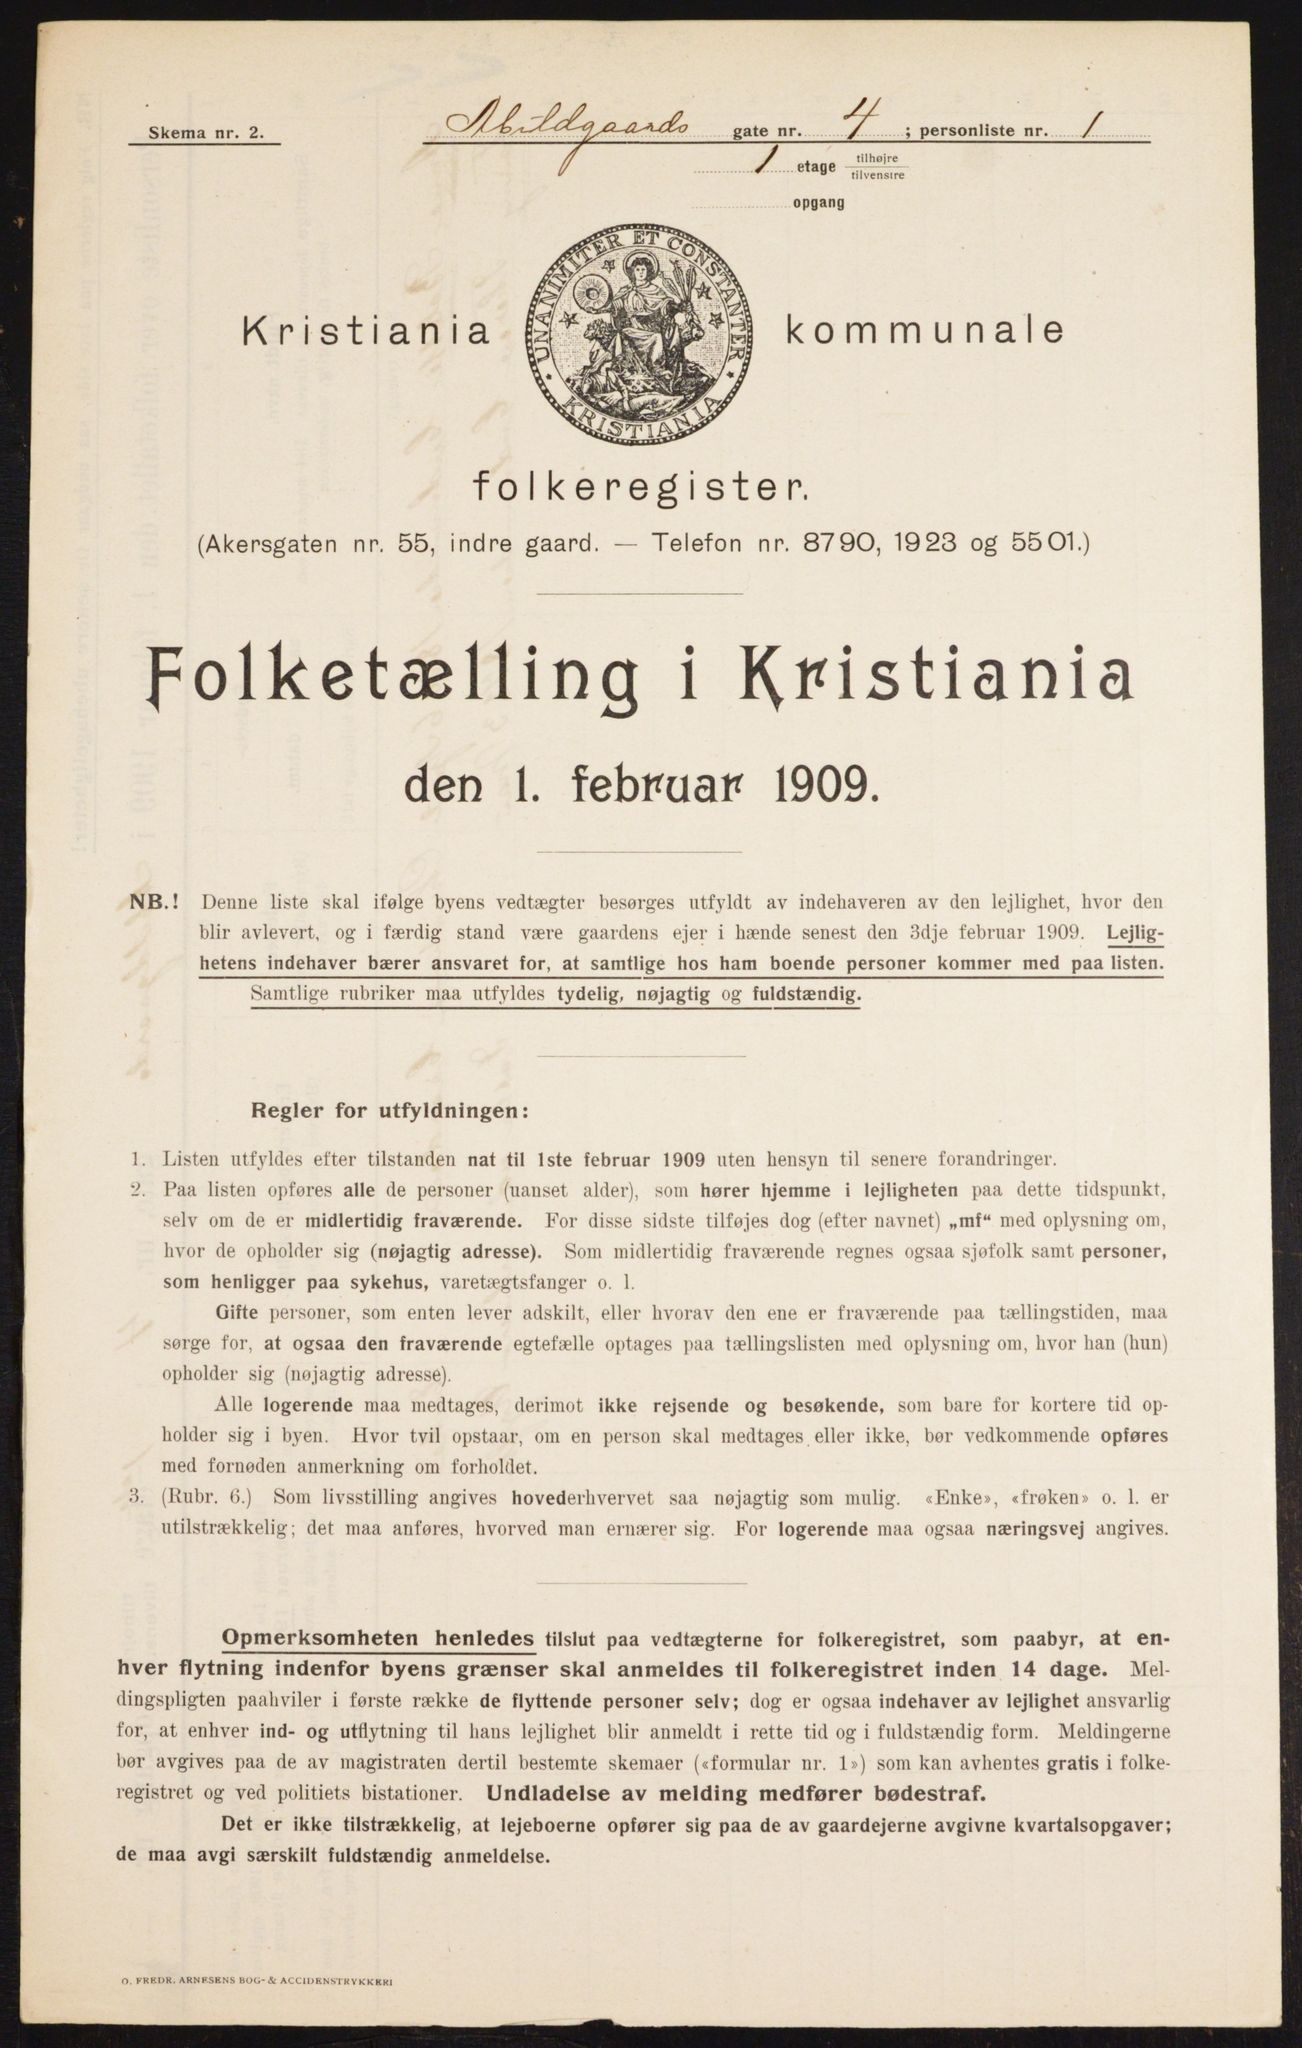 Skema nr. 2.
Abildgaards gate nr. 4 ; personliste nr. 1
1 etage tilhøjre
tilvenstre
opgang
UNANIMITER ET CONSTANTER
KRISTIANIA
Kristiania kommunale
folkeregister.
(Akersgaten nr. 55, indre gaard. — Telefon nr. 8790, 1923 og 5501.)
Folketælling i Kristiania
den 1. februar 1909.
NB.! Denne liste skal ifølge byens vedtægter besørges utfyldt av indehaveren av den lejlighet, hvor den
blir avlevert, og i færdig stand være gaardens ejer i hænde senest den 3dje februar 1909. Lejlig-
hetens indehaver bærer ansvaret for, at samtlige hos ham boende personer kommer med paa listen.
Samtlige rubriker maa utfyldes tydelig, nøjagtig og fuldstændig.
Regler for utfyldningen:
1. Listen utfyldes efter tilstanden nat til 1ste februar 1909 uten hensyn til senere forandringer.
2. Paa listen opføres alle de personer (uanset alder), som hører hjemme i lejligheten paa dette tidspunkt,
selv om de er midlertidig fraværende. For disse sidste tilføjes dog (efter navnet) „mf“ med oplysning om,
hvor de opholder sig (nøjagtig adresse). Som midlertidig fraværende regnes ogsaa sjøfolk samt personer,
som henligger paa sykehus, varetægtsfanger o. l.
Gifte personer, som enten lever adskilt, eller hvorav den ene er fraværende paa tællingstiden, maa
sørge for, at ogsaa den fraværende egtefælle optages paa tællingslisten med oplysning om, hvor han (hun)
opholder sig (nøjagtig adresse).
Alle logerende maa medtages, derimot ikke rejsende og besøkende, som bare for kortere tid op-
holder sig i byen. Hvor tvil opstaar, om en person skal medtages eller ikke, bør vedkommende opføres
med fornøden anmerkning om forholdet.
3. (Rubr. 6.) Som livsstilling angives hovederhvervet saa nøjagtig som mulig. «Enke», «frøken» o. l. er
utilstrækkelig; det maa anføres, hvorved man ernærer sig. For logerende maa ogsaa næringsvej angives.
Opmerksomheten henledes tilslut paa vedtægterne for folkeregistret, som paabyr, at en-
hver flytning indenfor byens grænser skal anmeldes til folkeregistret inden 14 dage. Mel-
dingspligten paahviler i første række de flyttende personer selv; dog er ogsaa indehaver av lejlighet ansvarlig
for, at enhver ind- og utflytning til hans lejlighet blir anmeldt i rette tid og i fuldstændig form. Meldingerne
bør avgives paa de av magistraten dertil bestemte skemaer («formular nr. 1») som kan avhentes gratis i folke-
registret og ved politiets bistationer. Undladelse av melding medfører bødestraf.
Det er ikke tilstrækkelig, at lejeboerne opfører sig paa de av gaardejerne avgivne kvartalsopgaver;
de maa avgi særskilt fuldstændig anmeldelse.
O. FREDR. ARNESENS BOG- & ACCIDENSTRYKKERI